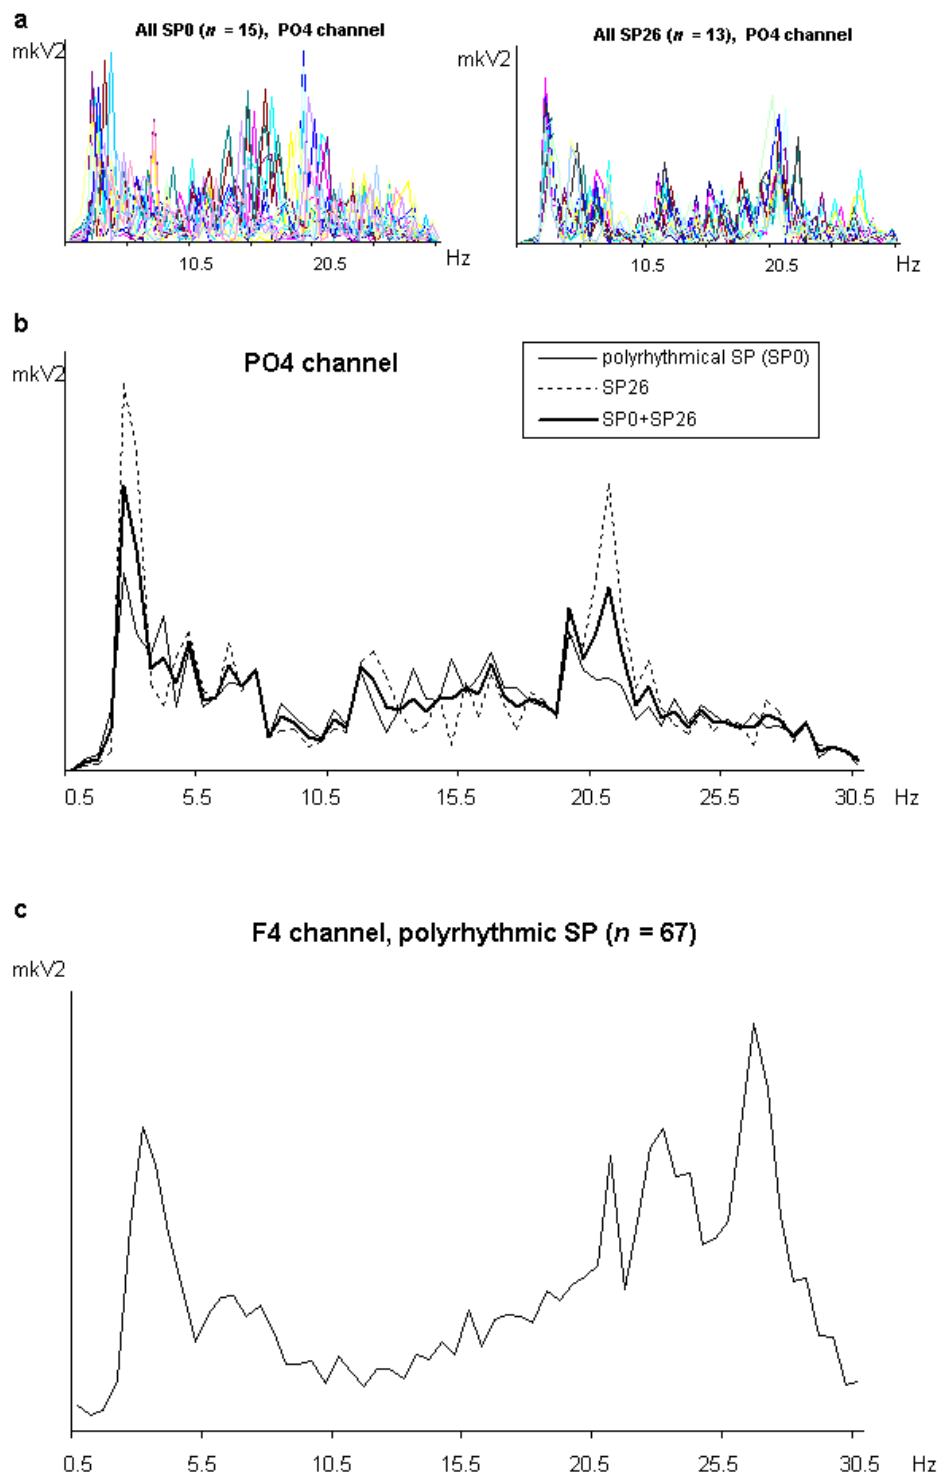 a
All SP0 (n = 15), PO4 channel
mkV2
10.5 20.5 Hz
All SP26 (n = 13), PO4 channel
mkV2
10.5 20.5 Hz
b
PO4 channel
mkV2
polyrhythmical SP (SP0)
SP26
SP0+SP26
0.5 5.5 10.5 15.5 20.5 25.5 30.5 Hz
c
F4 channel, polyrhythmic SP (n = 67)
mkV2
0.5 5.5 10.5 15.5 20.5 25.5 30.5 Hz